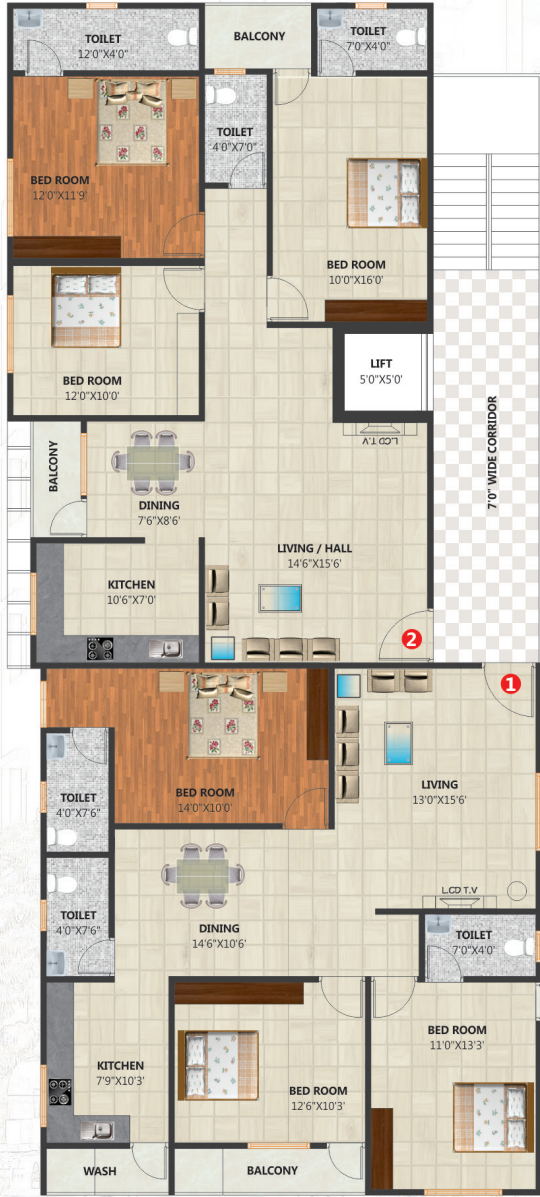 TOILET
12'0"X4'0"
BALCONY
TOILET
7'0"X4'0"
TOILET
4'0"X7'0"
BED ROOM
12'0"X11'9'
BED ROOM
10'0"X16'0"
LIFT
5'0"X5'0"
BED ROOM
12'0"X10'0'
7'0" WIDE CORRIDOR
L.CD T.V
BALCONY
DINING
7'6"X8'6'
LIVING / HALL
14'6"X15'6'
KITCHEN
10'6"X7'0'
2
1
BED ROOM
14'0"X10'0'
LIVING
13'0"X15'6'
TOILET
4'0"X7'6"
L.CD T.V
TOILET
4'0"X7'6"
DINING
14'6"X10'6'
TOILET
7'0"X4'0'
BED ROOM
11'0"X13'3'
KITCHEN
7'9"X10'3'
BED ROOM
12'6"X10'3'
WASH
BALCONY